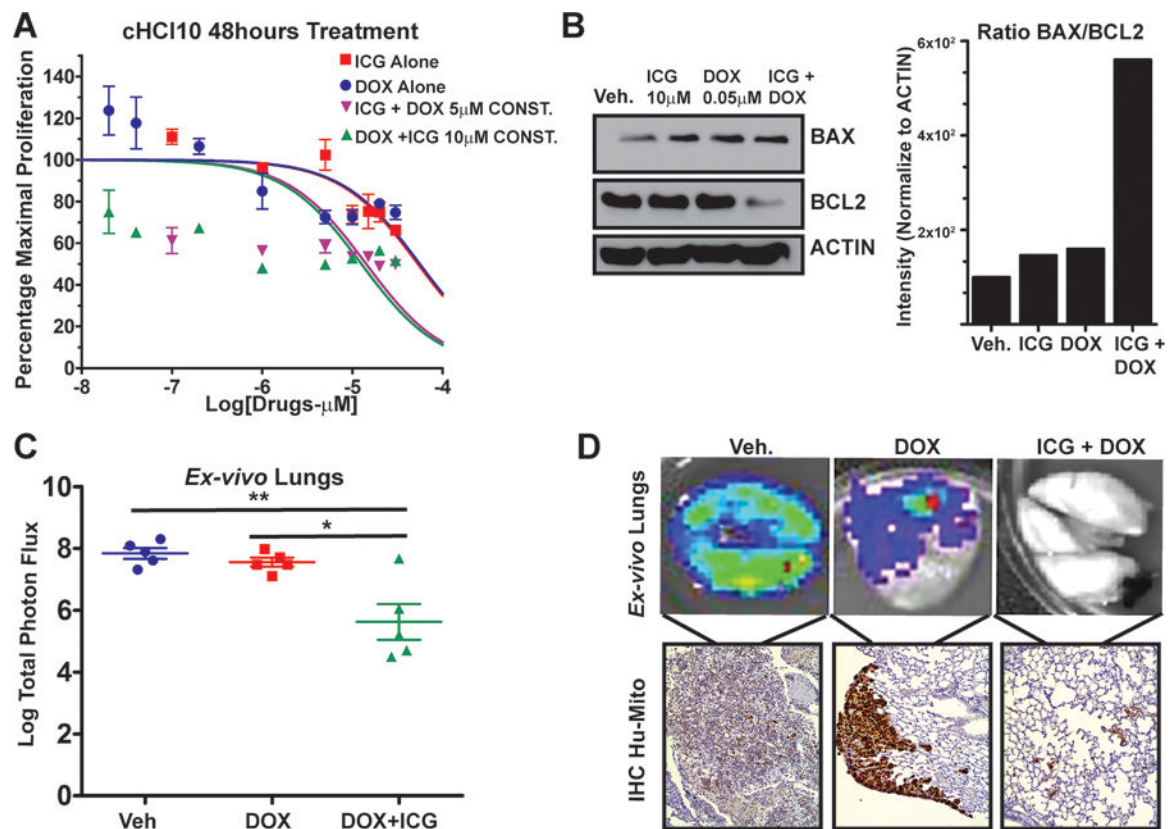 A
cHCl10 48hours Treatment
ICG Alone
DOX Alone
ICG + DOX 5μM CONST.
DOX +ICG 10μM CONST.
Percentage Maximal Proliferation
140
120
100
80
60
40
20
0
-8 -7 -6 -5 -4
Log[Drugs-μM]
B
Veh. ICG 10μM DOX 0.05μM ICG + DOX
BAX
BCL2
ACTIN
Ratio BAX/BCL2
Intensity (Normalize to ACTIN)
6x10²
4x10²
2x10²
Veh. ICG DOX ICG + DOX
C
Ex-vivo Lungs
**
*
Log Total Photon Flux
10
8
6
4
2
0
Veh DOX DOX+ICG
D
Veh. DOX ICG + DOX
Ex-vivo Lungs
IHC Hu-Mito